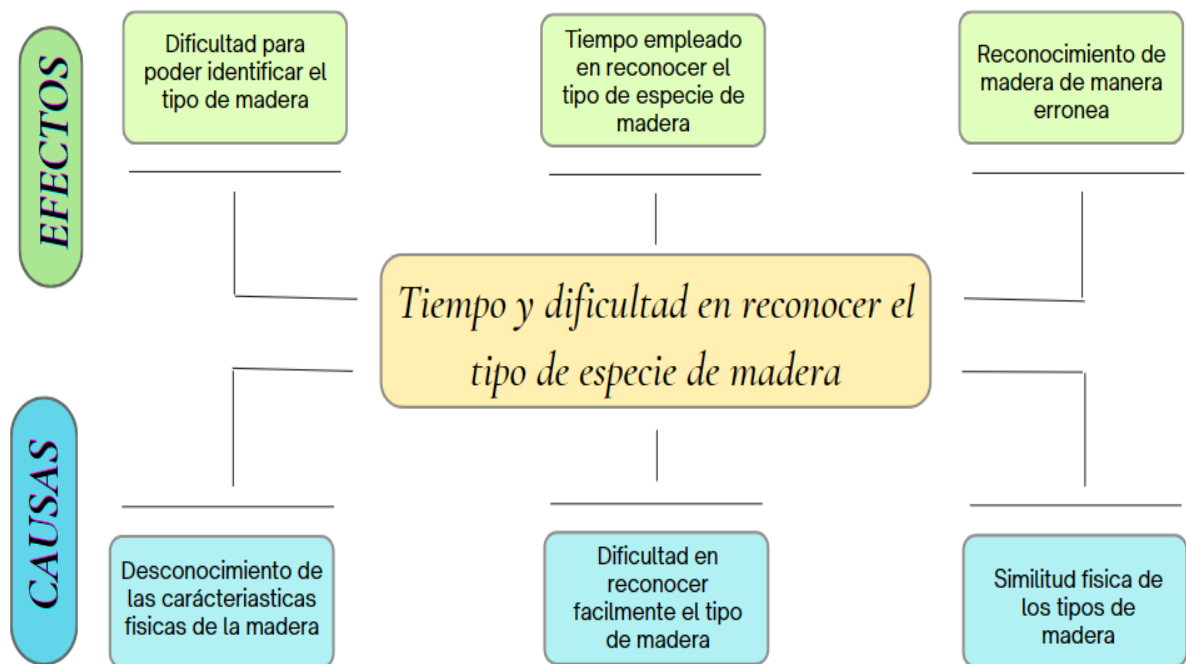 EFECTOS
Dificultad para
poder identificar el
tipo de madera
Tiempo empleado
en reconocer el
tipo de especie de
madera
Reconocimiento de
madera de manera
erronea
Tiempo y dificultad en reconocer el
tipo de especie de madera
CAUSAS
Desconocimiento de
las carácteriasticas
fisicas de la madera
Dificultad en
reconocer
facilmente el tipo
de madera
Similitud fisica de
los tipos de
madera